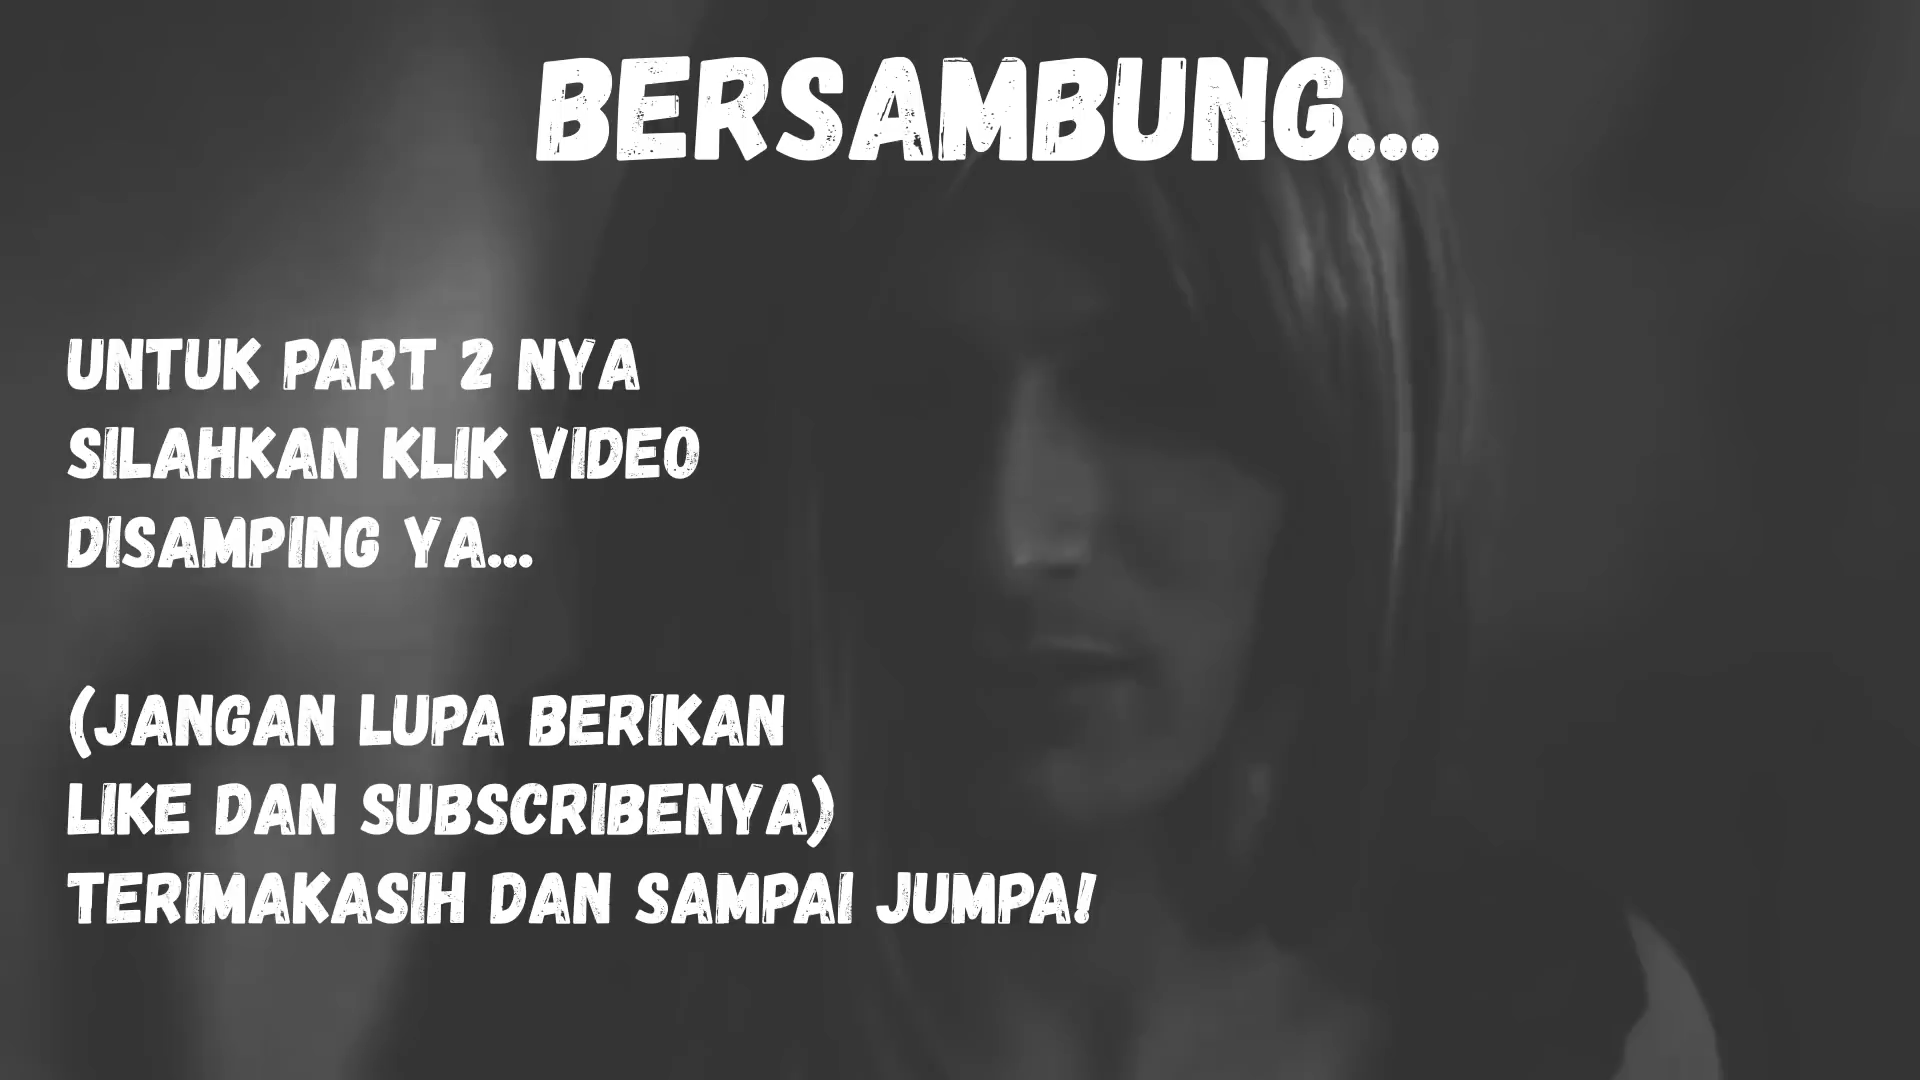 BERSAMBUNG...
UNTUK PART 2 NYA
SILAHKAN KLIK VIDEO
DISAMPING YA...
(JANGAN LUPA BERIKAN
LIKE DAN SUBSCRIBENYA)
TERIMAKASIH DAN SAMPAI JUMPA!